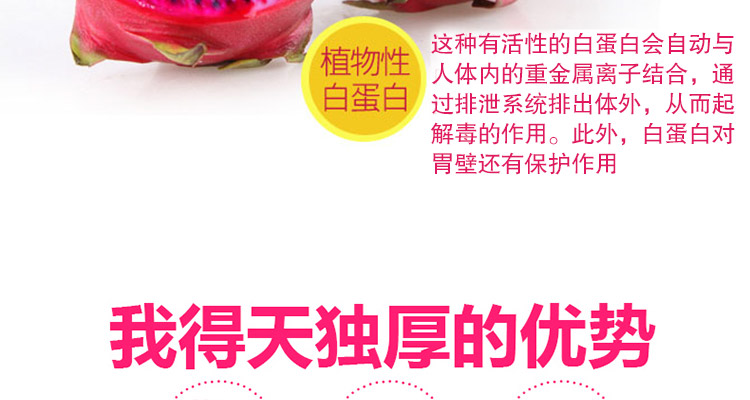 植物性
白蛋白
这种有活性的白蛋白会自动与
人体内的重金属离子结合，通
过排泄系统排出体外，从而起
解毒的作用。此外，白蛋白对
胃壁还有保护作用
我得天独厚的优势